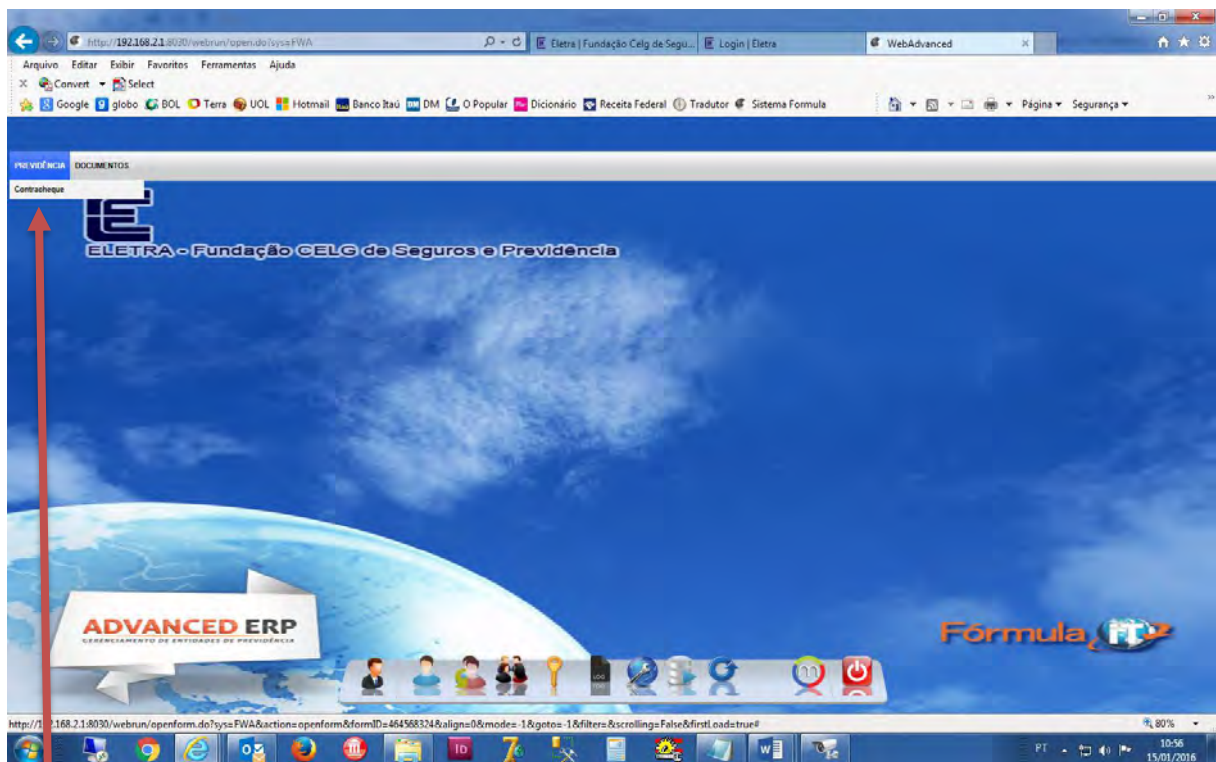 http://192.168.2.1:8030/webrun/open.do?sys=FWA
Eletra | Fundação Celg de Segu...
Login | Eletra
WebAdvanced
Arquivo Editar Exibir Favoritos Ferramentas Ajuda
Convert Select
Google globo BOL Terra UOL Hotmail Banco Itaú DM O Popular Dicionário Receita Federal Tradutor Sistema Formula Página Segurança
PREVIDÊNCIA DOCUMENTOS
Contracheque
ELETRA - Fundação CELG de Seguros e Previdência
ADVANCED ERP
GERENCIAMENTO DE ENTIDADES DE PREVIDÊNCIA
Fórmula
LOG
http://192.168.2.1:8030/webrun/openform.do?sys=FWA&action=openform&formID=464568324&align=0&mode=-1&goto=-1&filter=&scrolling=False&firstLoad=true#
80%
ID
PT
10:56
15/01/2016